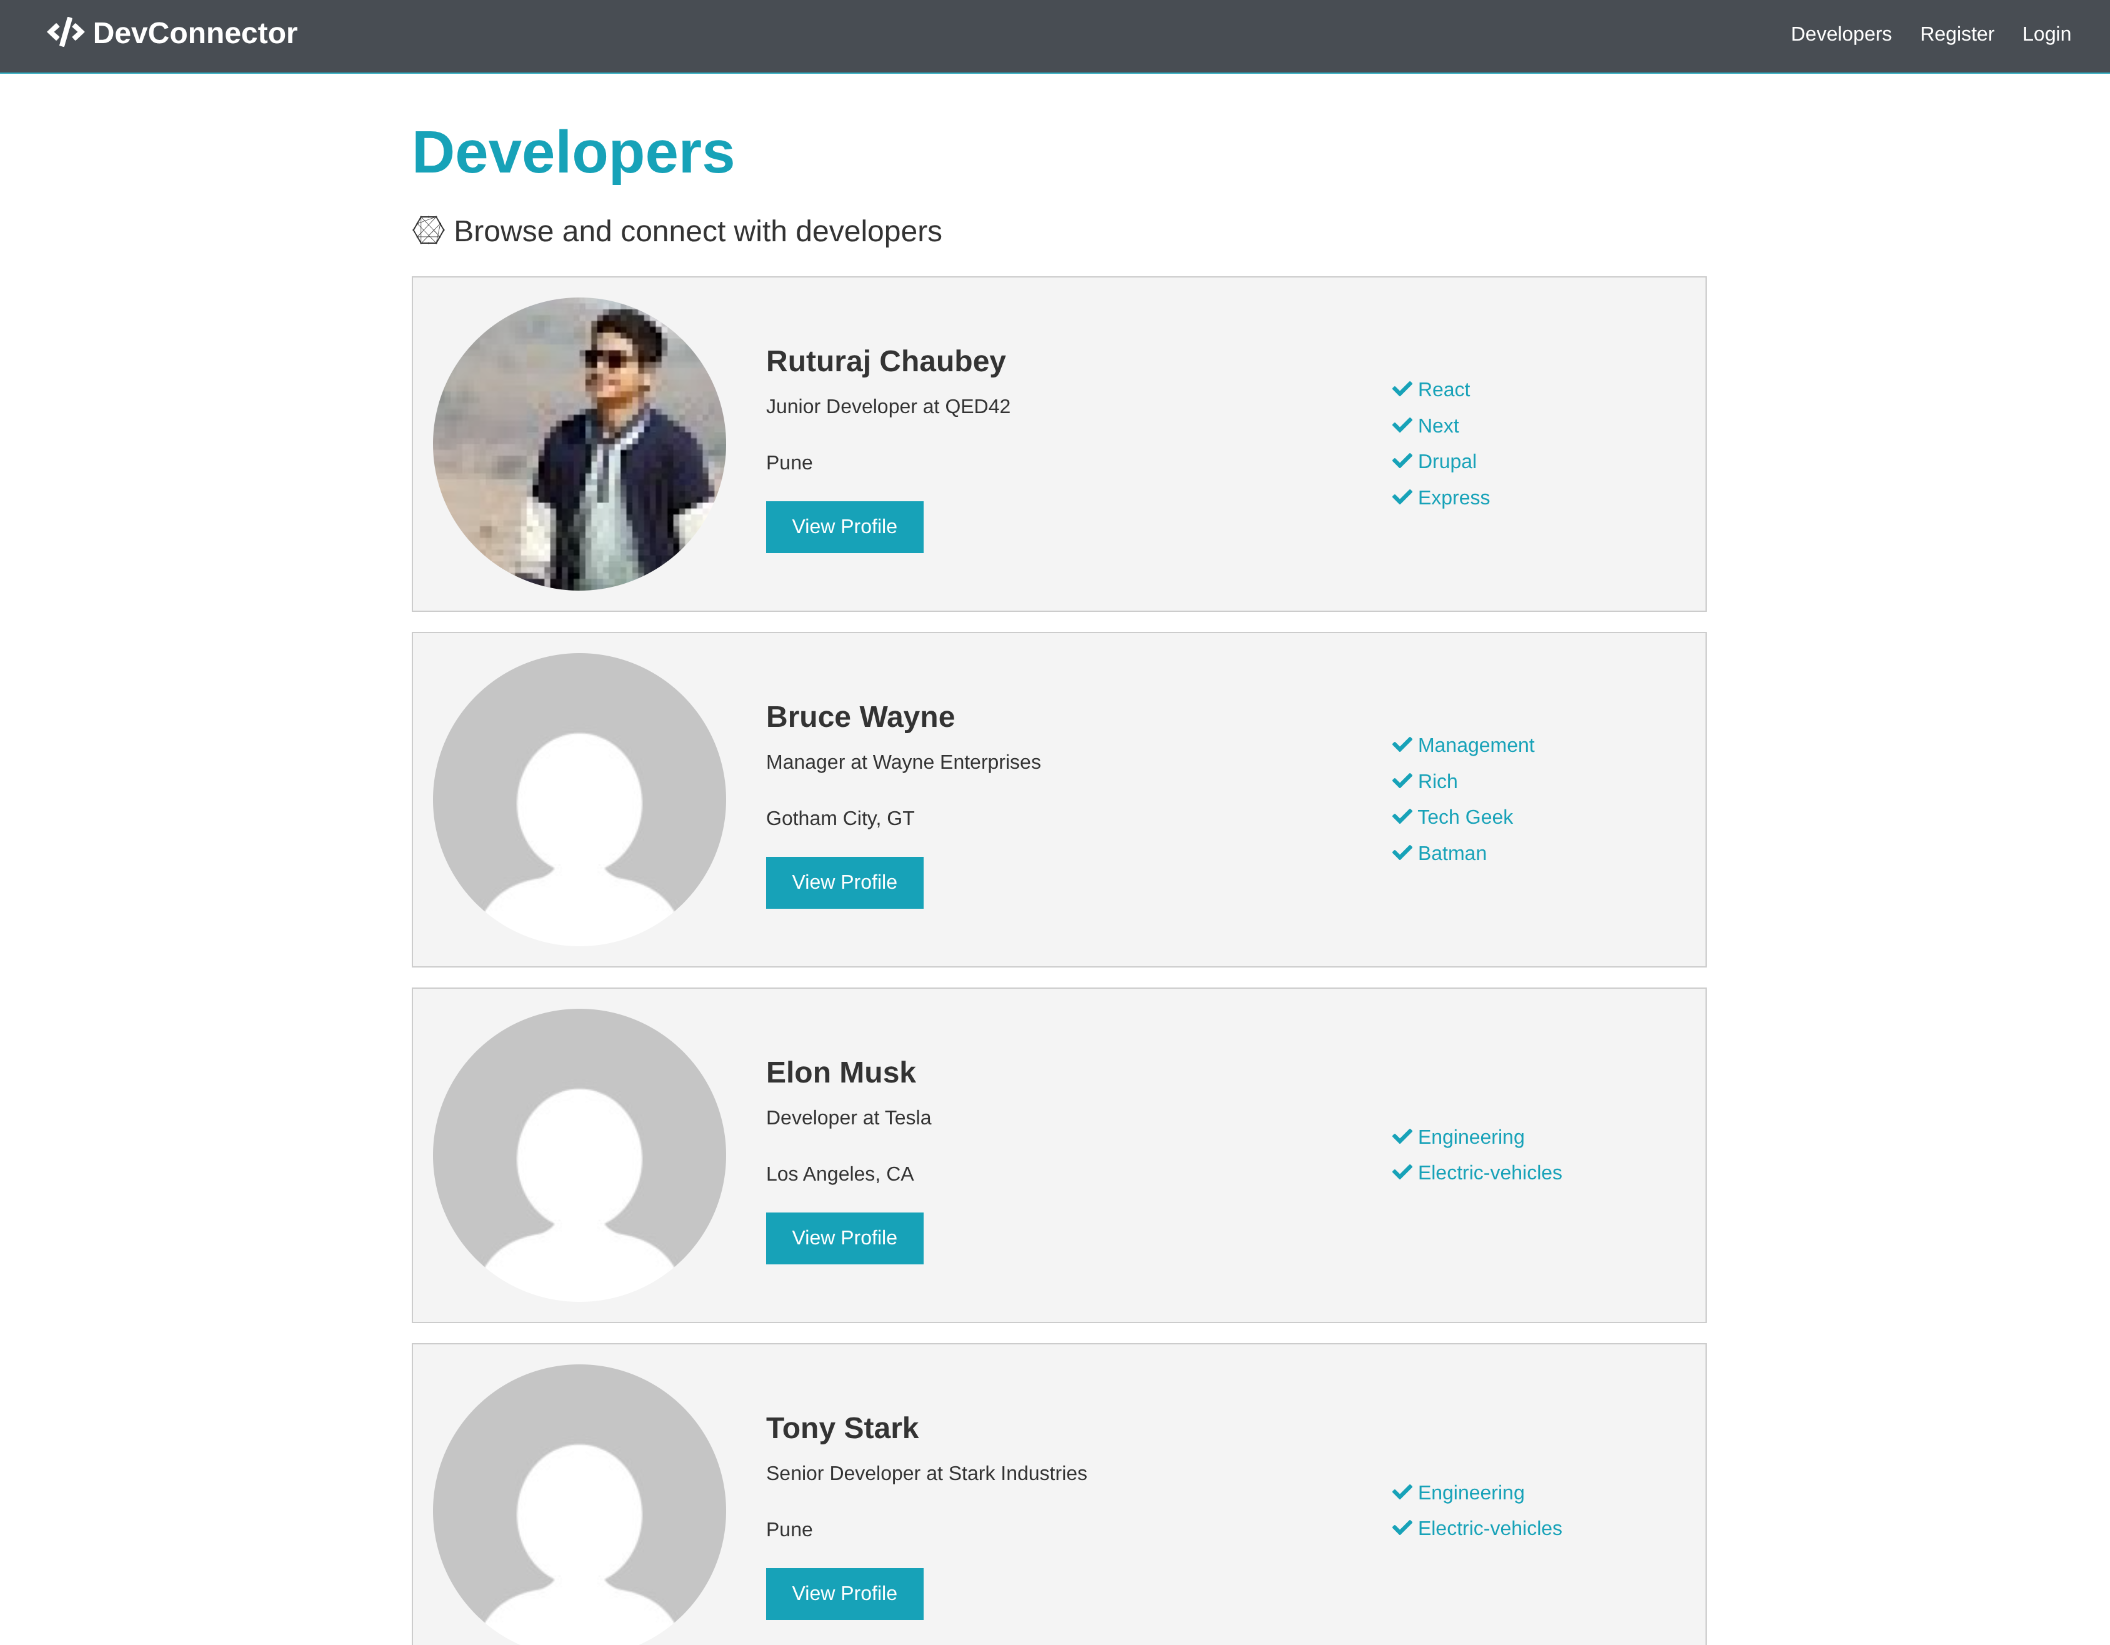 DevConnector
Developers Register Login
Developers
Browse and connect with developers
Ruturaj Chaubey
Junior Developer at QED42
Pune
View Profile
React
Next
Drupal
Express
Bruce Wayne
Manager at Wayne Enterprises
Gotham City, GT
View Profile
Management
Rich
Tech Geek
Batman
Elon Musk
Developer at Tesla
Los Angeles, CA
View Profile
Engineering
Electric-vehicles
Tony Stark
Senior Developer at Stark Industries
Pune
View Profile
Engineering
Electric-vehicles